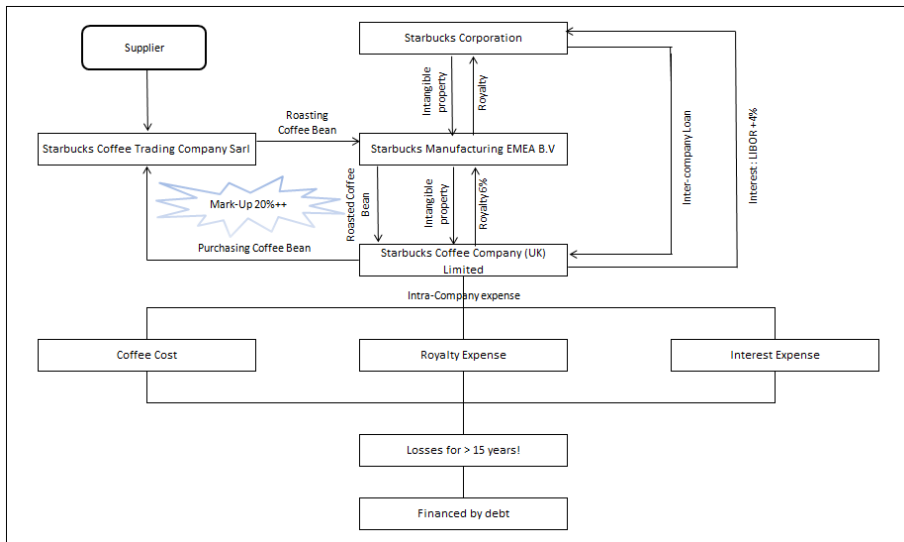 Supplier
Starbucks Corporation
Intangible
property
Royalty
Inter-company Loan
Interest : LIBOR +4%
Roasting
Coffee Bean
Starbucks Coffee Trading Company Sarl
Starbucks Manufacturing EMEA B.V
Mark-Up 20%++
Roasted Coffee
Bean
Intangible
property
Royalty6%
Purchasing Coffee Bean
Starbucks Coffee Company (UK)
Limited
Intra-Company expense
Coffee Cost
Royalty Expense
Interest Expense
Losses for > 15 years!
Financed by debt